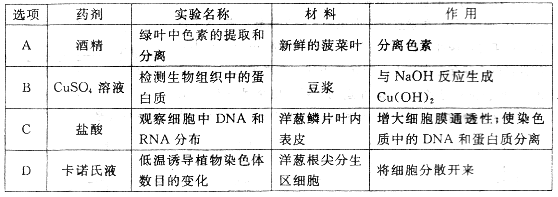 选项 药剂 实验名称 材 料 作 用
A 酒精 绿叶中色素的提取和
分离 新鲜的菠菜叶 分离色素
B CuSO₄ 溶液 检测生物组织中的蛋
白质 豆浆 与 NaOH 反应生成
Cu(OH)₂
C 盐酸 观察细胞中 DNA 和
RNA 分布 洋葱鳞片叶内
表皮 增大细胞膜通透性;使染色
质中的 DNA 和蛋白质分离
D 卡诺氏液 低温诱导植物染色体
数目的变化 洋葱根尖分生
区细胞 将细胞分散开来